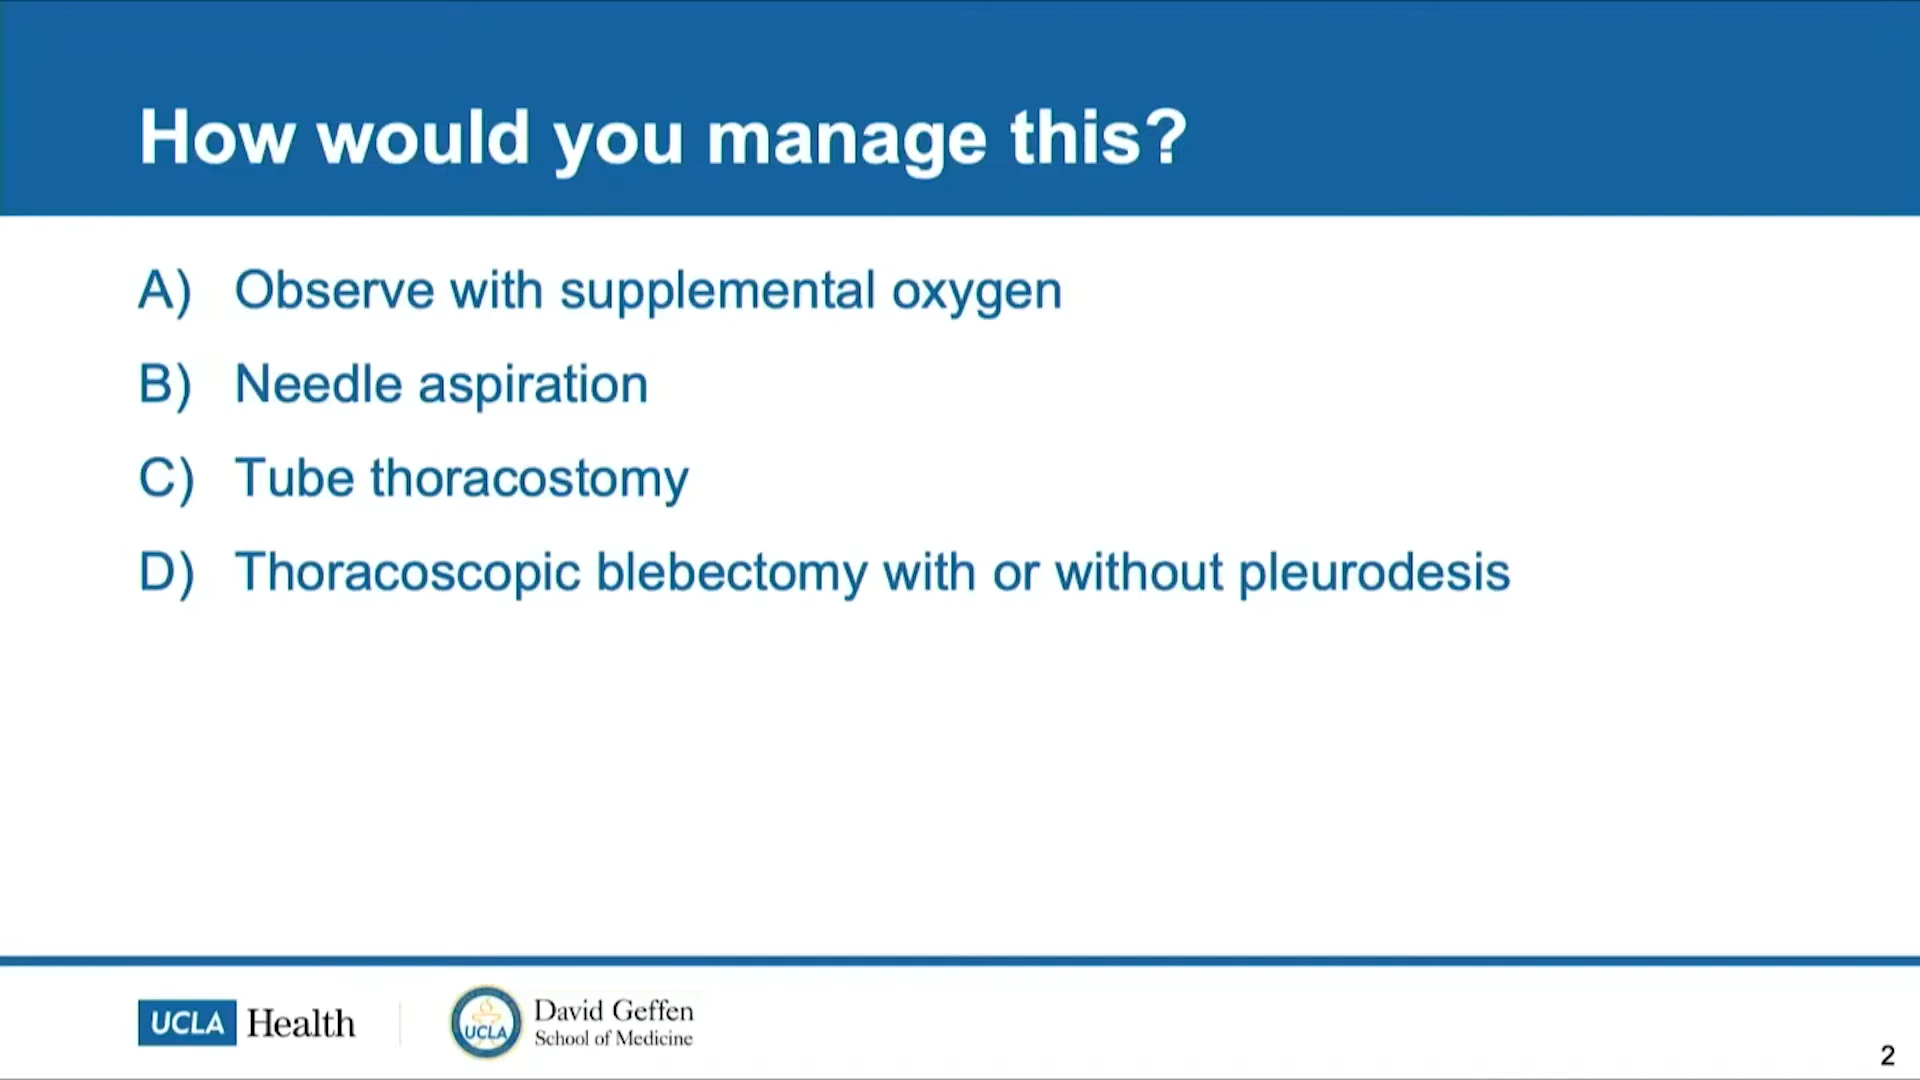 How would you manage this?
A) Observe with supplemental oxygen
B) Needle aspiration
C) Tube thoracostomy
D) Thoracoscopic blebectomy with or without pleurodesis
UCLA Health
UCLA
David Geffen
School of Medicine
2